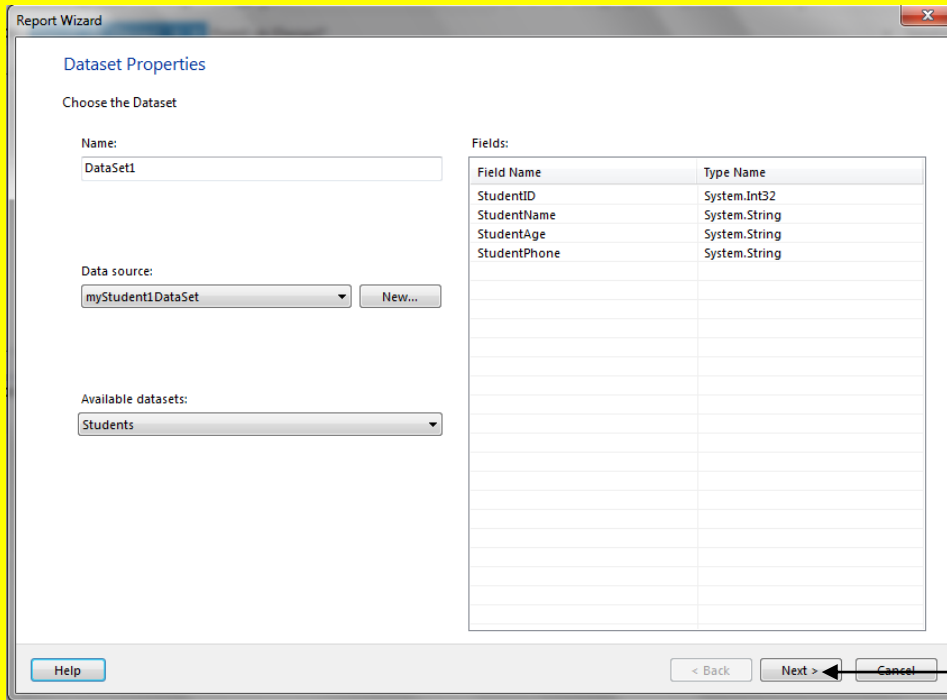 Report Wizard
Dataset Properties
Choose the Dataset
Name:
DataSet1
Data source:
myStudent1DataSet
New...
Available datasets:
Students
Fields:
Field Name Type Name
StudentID System.Int32
StudentName System.String
StudentAge System.String
StudentPhone System.String
Help
< Back
Next >
Cancel